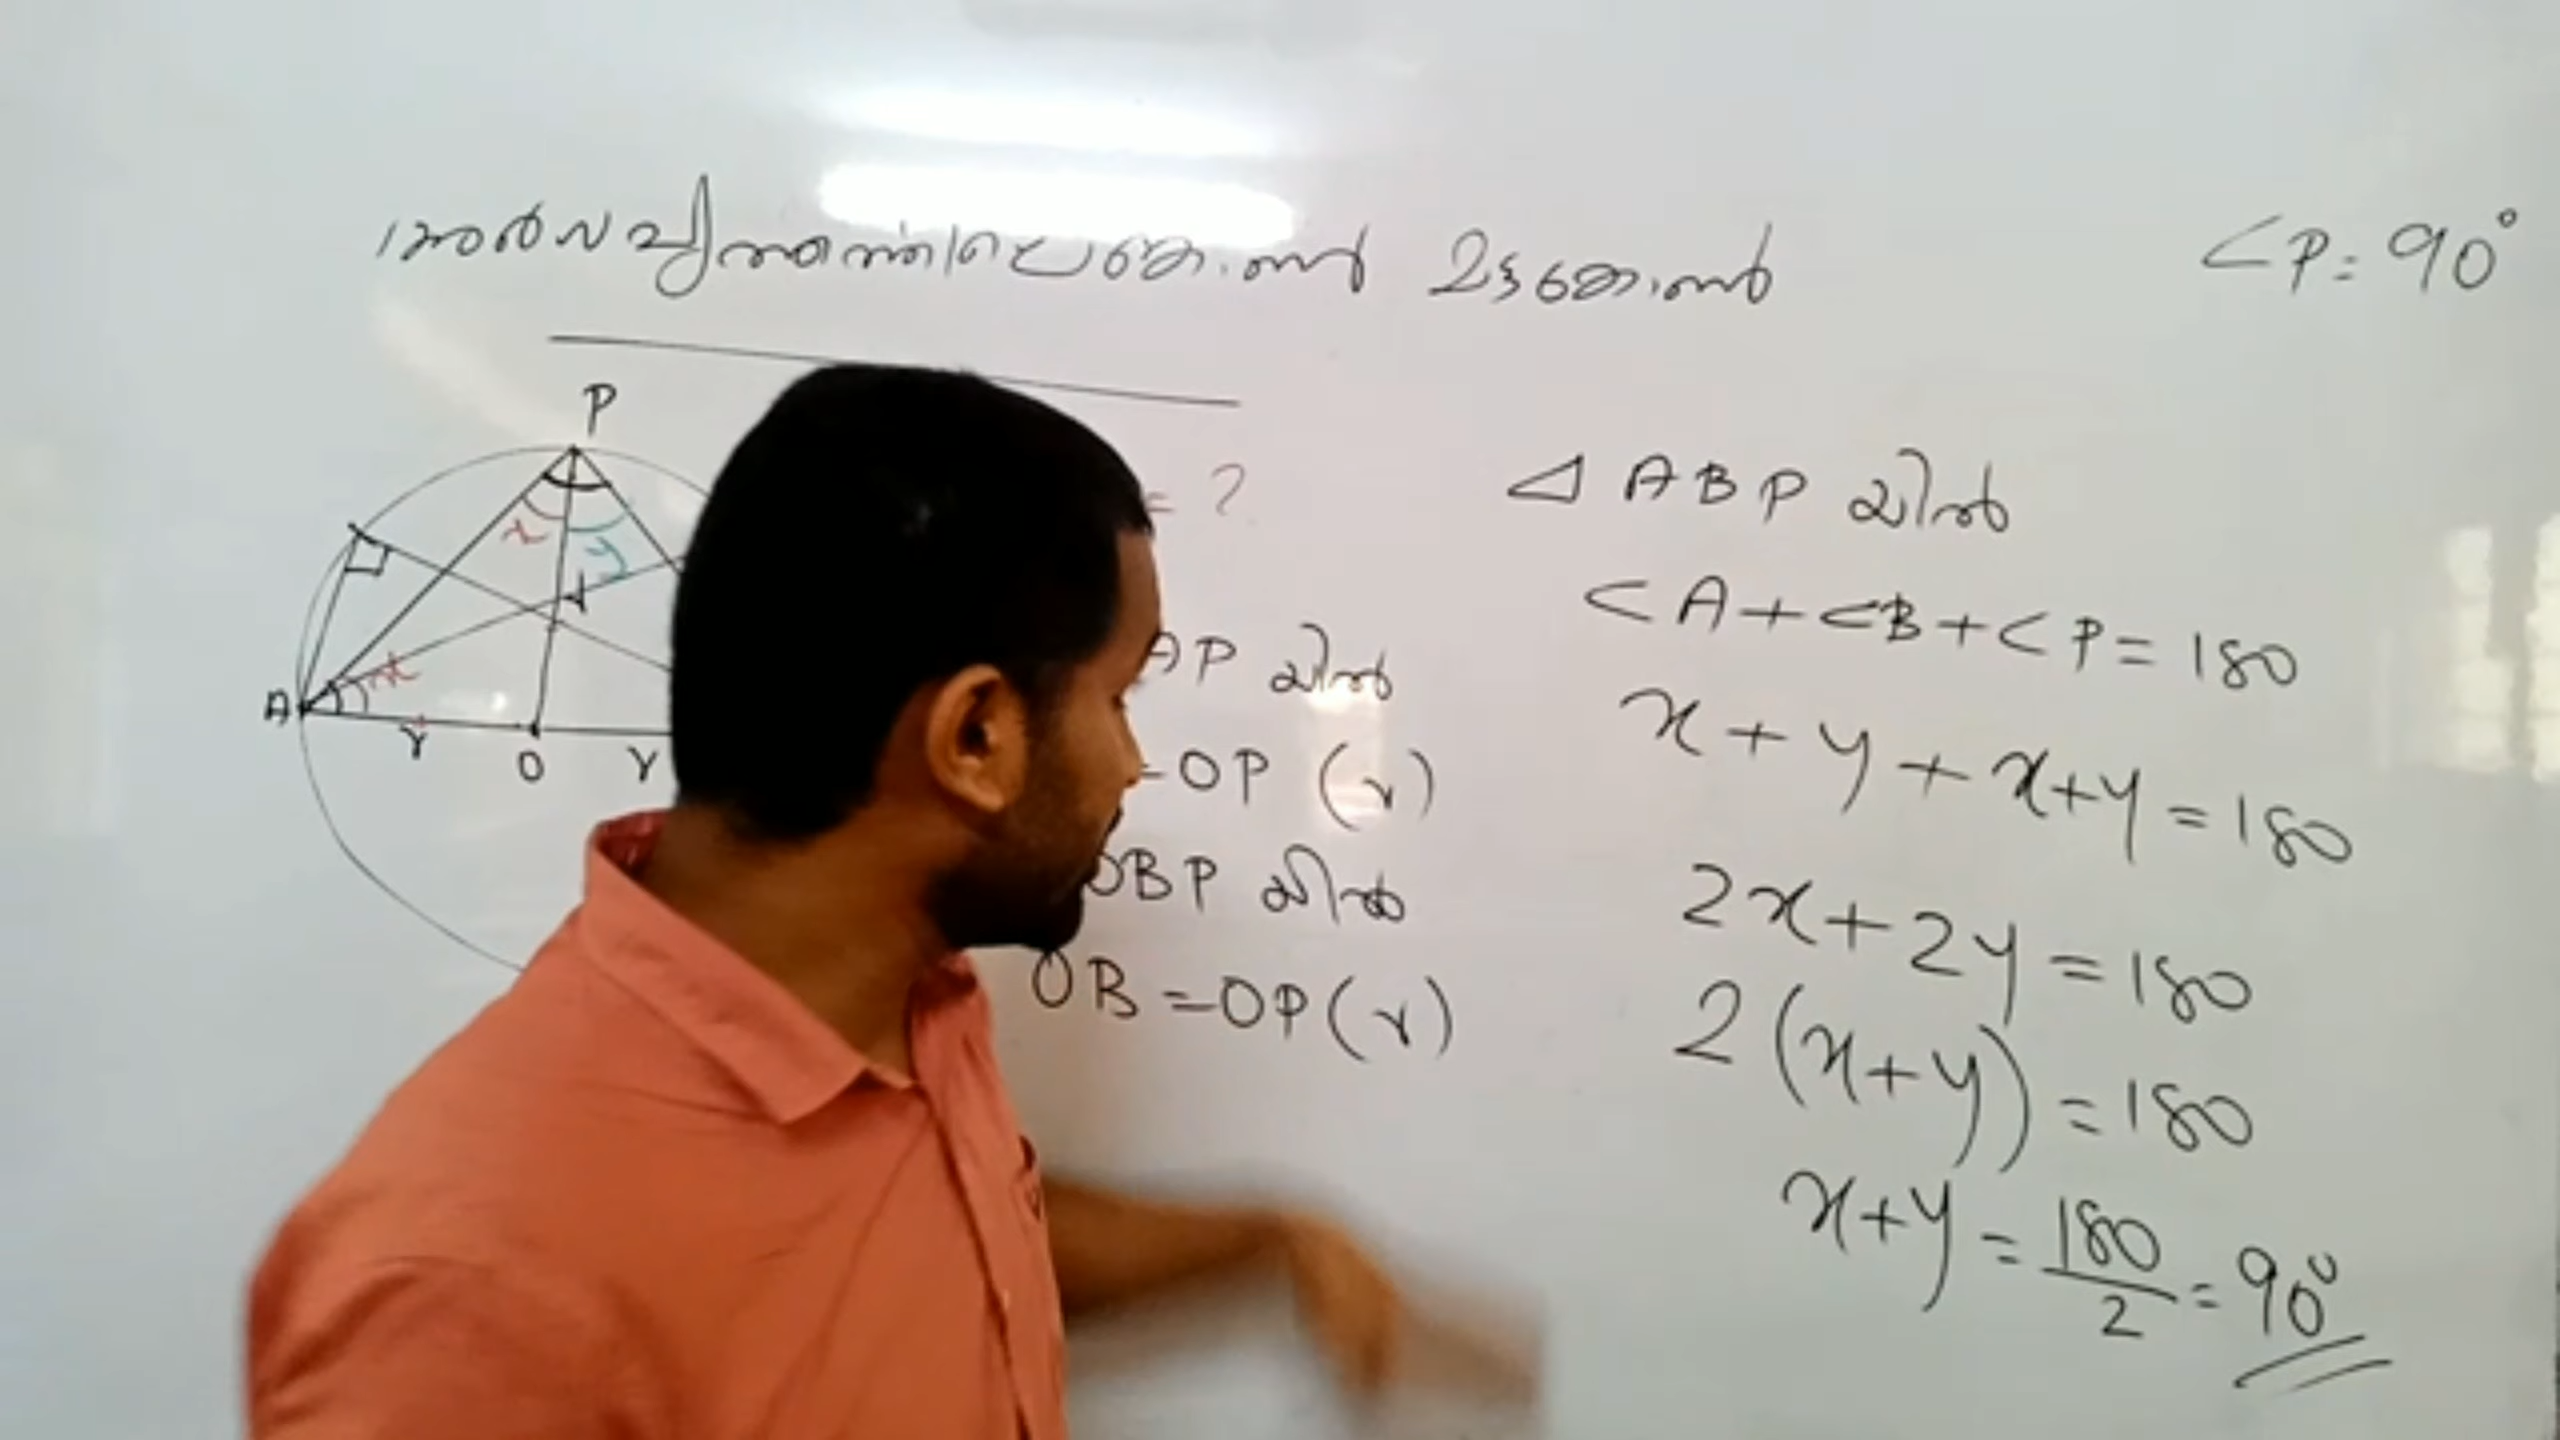 അർദ്ധവൃത്തത്തിലെകോൺ മട്ടകോൺ
∠P = 90°
P
= ?
x
y
A
x
r
O
r
AP യിൽ
= OP (r)
OBP യിൽ
OB = OP (r)
△ ABP യിൽ
∠A + ∠B + ∠P = 180
x + y + x+y = 180
2x + 2y = 180
2(x+y) = 180
x+y = 180/2 = 90°